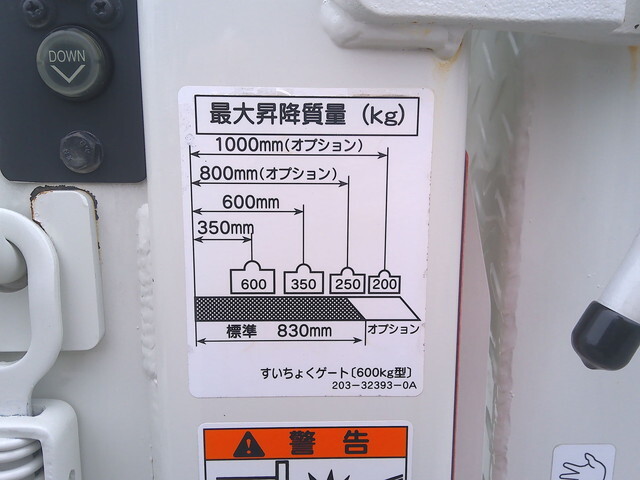 DOWN
最大昇降質量 (kg)
1000mm(オプション)
800mm(オプション)
600mm
350mm
600 350 250 200
標準 830mm オプション
すいちょくゲート〔600kg型〕
203-32393-0A
警告